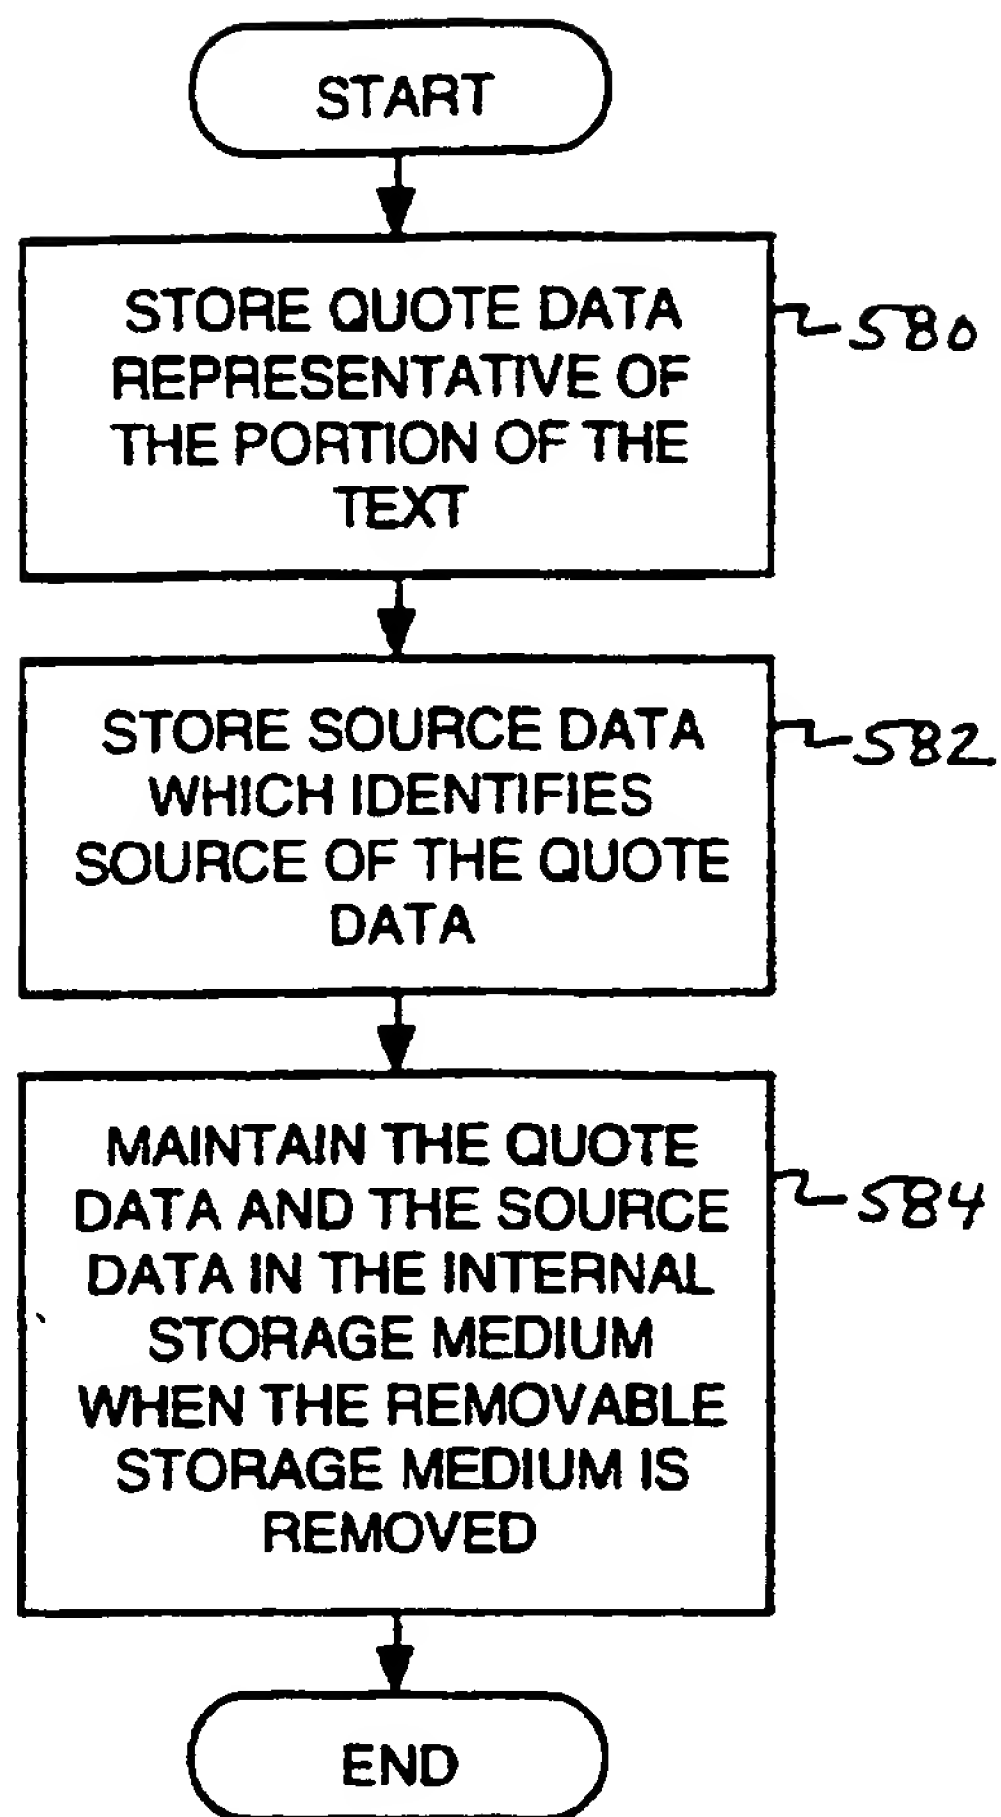 START
STORE QUOTE DATA
REPRESENTATIVE OF
THE PORTION OF THE
TEXT
580
STORE SOURCE DATA
WHICH IDENTIFIES
SOURCE OF THE QUOTE
DATA
582
MAINTAIN THE QUOTE
DATA AND THE SOURCE
DATA IN THE INTERNAL
STORAGE MEDIUM
WHEN THE REMOVABLE
STORAGE MEDIUM IS
REMOVED
584
END